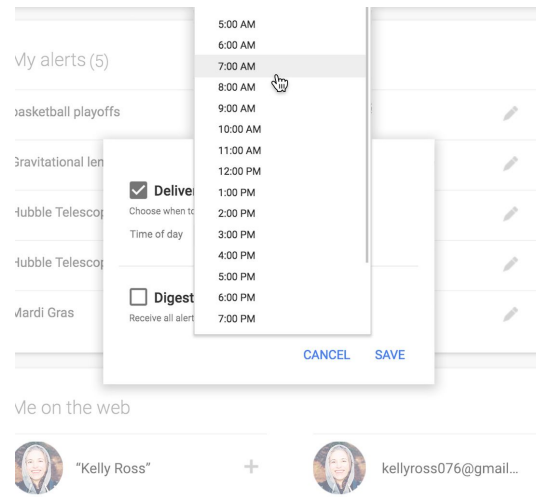 My alerts (5)
basketball playoffs
Gravitational len
Hubble Telescop
Hubble Telescop
Mardi Gras
5:00 AM
6:00 AM
7:00 AM
8:00 AM
9:00 AM
10:00 AM
11:00 AM
12:00 PM
1:00 PM
2:00 PM
3:00 PM
4:00 PM
5:00 PM
6:00 PM
7:00 PM
Deliver
Choose when to
Time of day
Digest
Receive all alert
CANCEL SAVE
Me on the web
"Kelly Ross"
kellyross076@gmail...